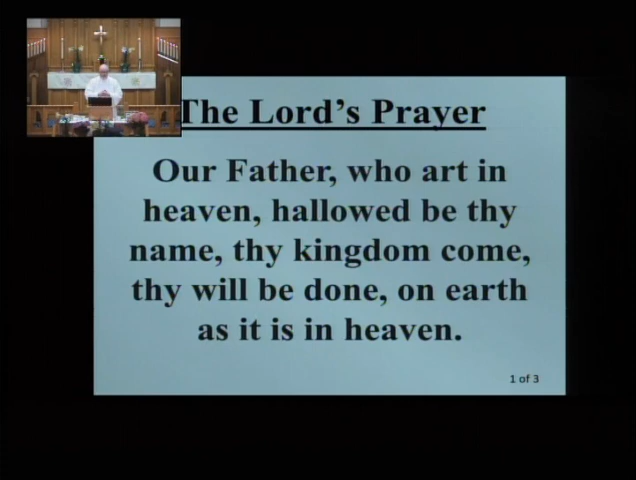 The Lord's Prayer
Our Father, who art in
heaven, hallowed be thy
name, thy kingdom come,
thy will be done, on earth
as it is in heaven.
1 of 3